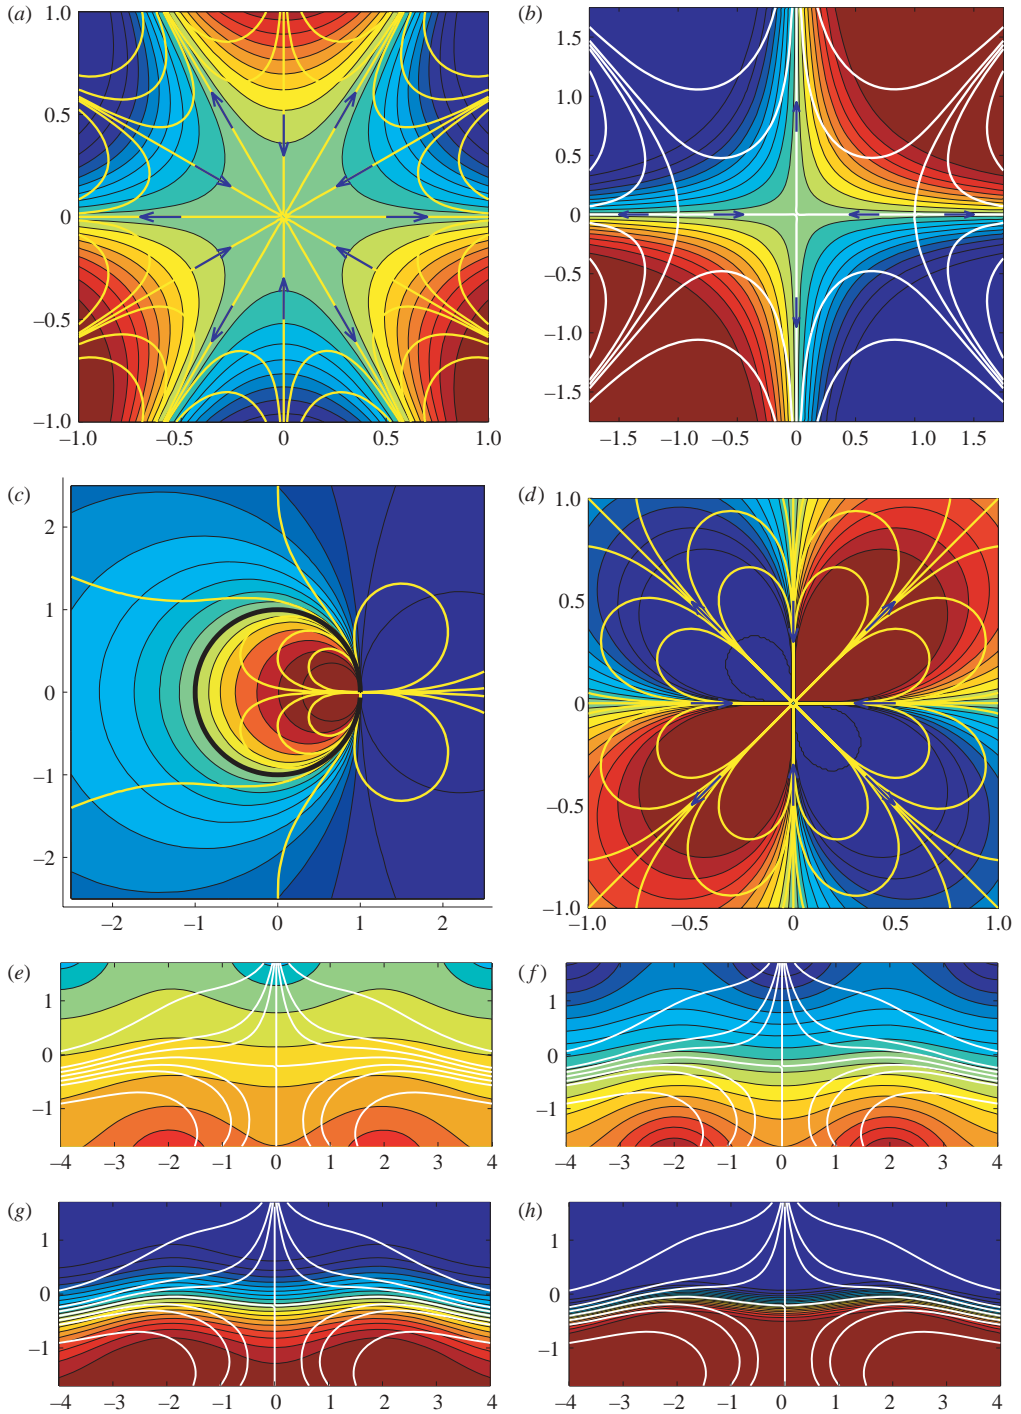 (a)
1.0
0.5
0
–0.5
–1.0
–1.0 –0.5 0 0.5 1.0
(b)
1.5
1.0
0.5
0
–0.5
–1.0
–1.5
–1.5 –1.0 –0.5 0 0.5 1.0 1.5
(c)
2
1
0
–1
–2
–2 –1 0 1 2
(d)
1.0
0.5
0
–0.5
–1.0
–1.0 –0.5 0 0.5 1.0
(e)
1
0
–1
–4 –3 –2 –1 0 1 2 3 4
(f)
1
0
–1
–4 –3 –2 –1 0 1 2 3 4
(g)
1
0
–1
–4 –3 –2 –1 0 1 2 3 4
(h)
1
0
–1
–4 –3 –2 –1 0 1 2 3 4